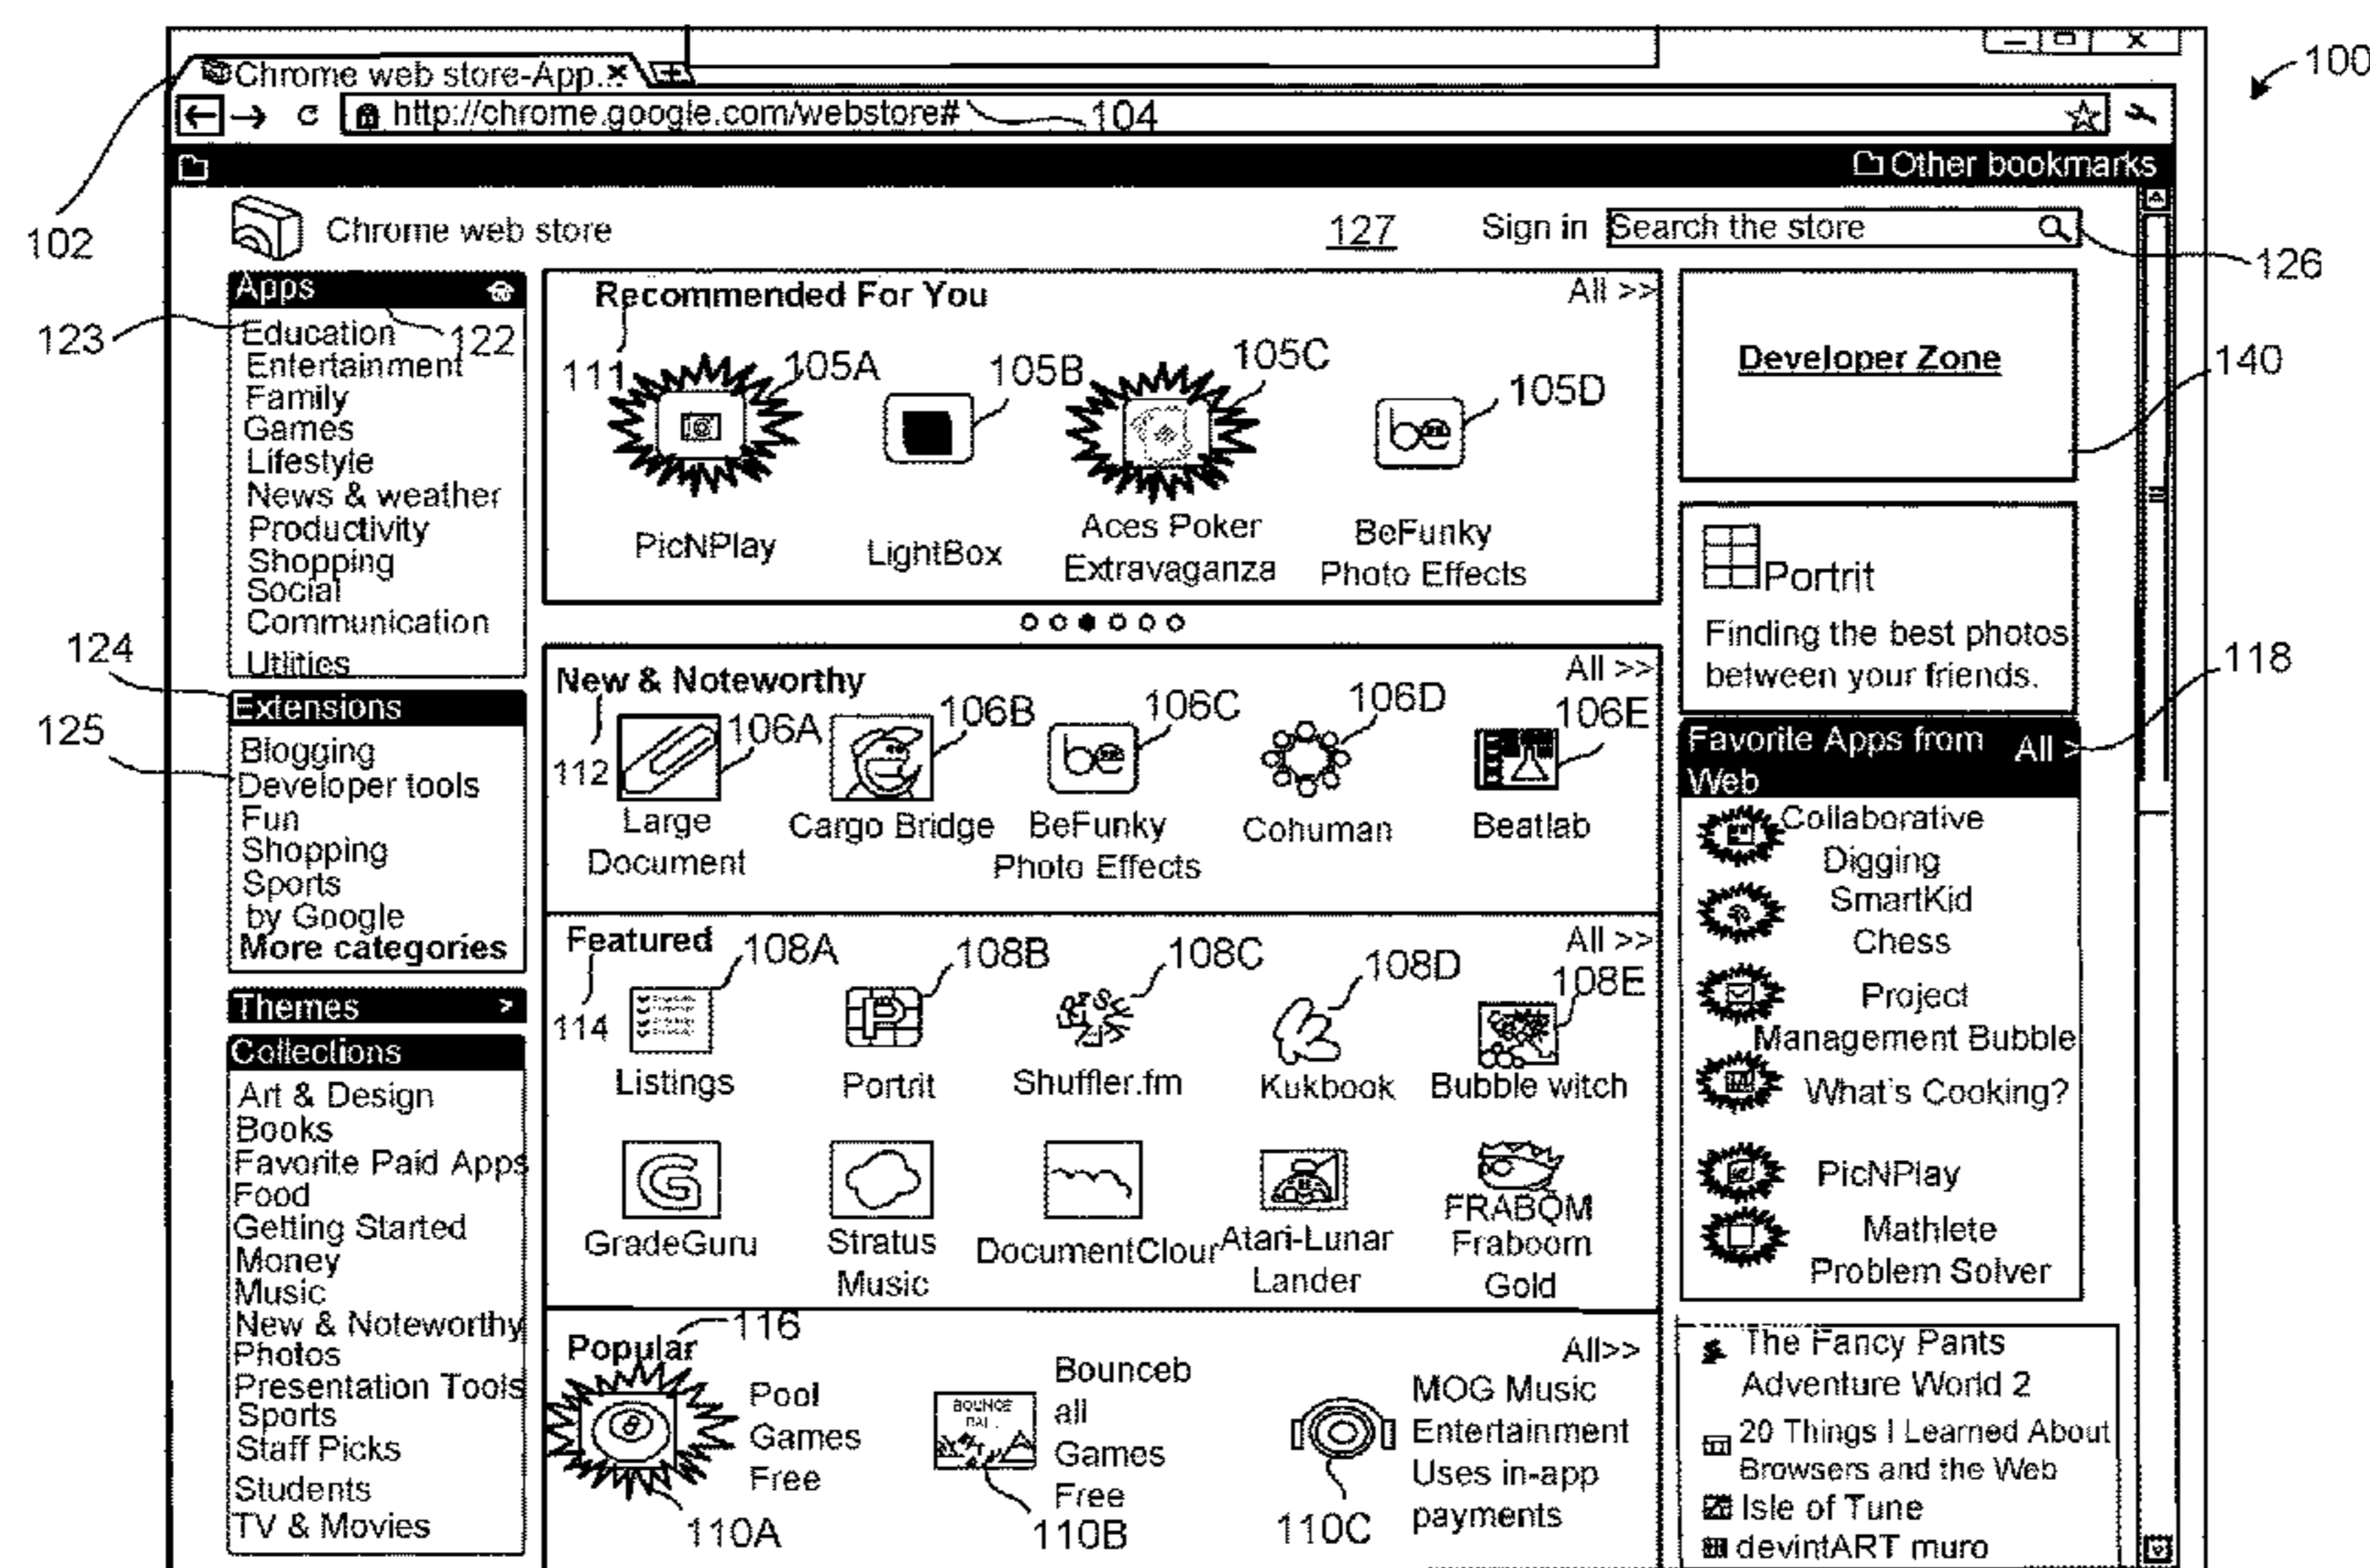 Chrome web store-App...
100
http://chrome.google.com/webstore#
104
Other bookmarks
102
Chrome web store
127
Sign in
Search the store
126
Apps
122
123
Education
Entertainment
Family
Games
Lifestyle
News & weather
Productivity
Shopping
Social
Communication
Utlities
124
Extensions
125
Blogging
Developer tools
Fun
Shopping
Sports
by Google
More categories
Themes >
Collections
Art & Design
Books
Favorite Paid Apps
Food
Getting Started
Money
Music
New & Noteworthy
Photos
Presentation Tools
Sports
Staff Picks
Students
TV & Movies
Recommended For You
All >>
111
105A
105B
105C
105D
PicNPlay
LightBox
Aces Poker
Extravaganza
be
BeFunky
Photo Effects
New & Noteworthy
All >>
112
106A
106B
106C
106D
106E
Large
Document
Cargo Bridge
be
BeFunky
Photo Effects
Cohuman
Beatlab
Featured
All >>
114
108A
108B
108C
108D
108E
Listings
P
Portrit
Shuffler.fm
Kukbook
Bubble witch
G
GradeGuru
Stratus
Music
DocumentClour
Atari-Lunar
Lander
FRABQM
Fraboom
Gold
Popular
116
All>>
Pool
Games
Free
110A
BOUNCE
Bounceb
all
Games
Free
110B
MOG Music
Entertainment
Uses in-app
payments
110C
Developer Zone
140
Portrit
Finding the best photos
between your friends.
118
Favorite Apps from
Web
All >
Collaborative
Digging
SmartKid
Chess
Project
Management Bubble
What's Cooking?
PicNPlay
Mathlete
Problem Solver
The Fancy Pants
Adventure World 2
20 Things I Learned About
Browsers and the Web
Isle of Tune
devintART muro